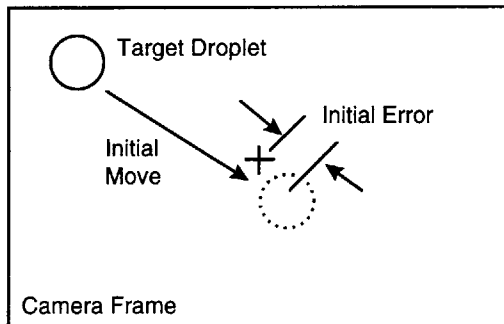 Target Droplet
Initial Error
Initial
Move
Camera Frame